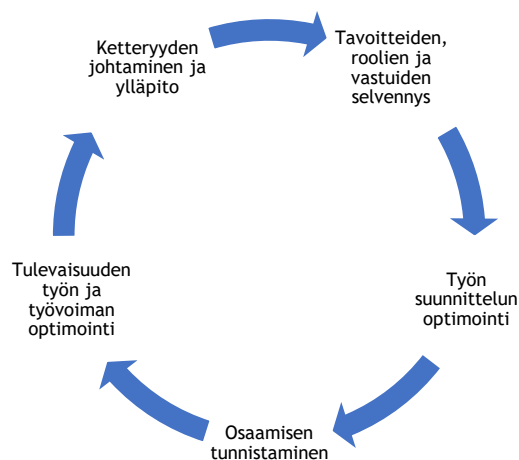 Ketteryyden
johtaminen ja
ylläpito
Tavoitteiden,
roolien ja
vastuiden
selvennys
Työn
suunnittelun
optimointi
Osaamisen
tunnistaminen
Tulevaisuuden
työn ja
työvoiman
optimointi